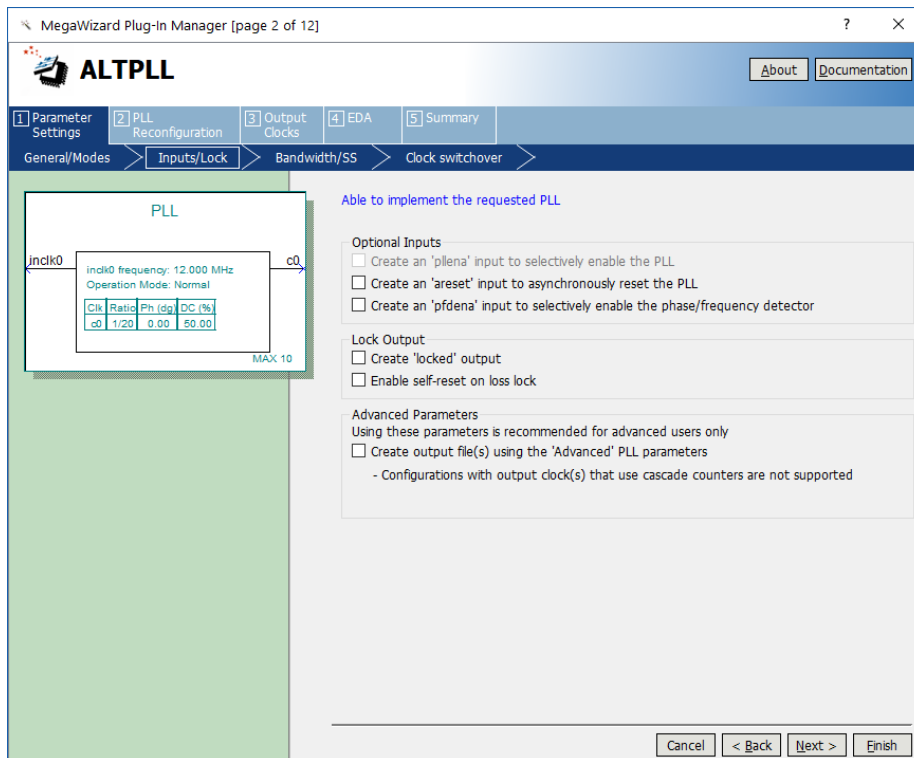 MegaWizard Plug-In Manager [page 2 of 12]
?
ALTPLL
About
Documentation
1 Parameter Settings
2 PLL Reconfiguration
3 Output Clocks
4 EDA
5 Summary
General/Modes
Inputs/Lock
Bandwidth/SS
Clock switchover
PLL
inclk0
c0
inclk0 frequency: 12.000 MHz
Operation Mode: Normal
Clk Ratio Ph (dg) DC (%)
c0 1/20 0.00 50.00
MAX 10
Able to implement the requested PLL
Optional Inputs
Create an 'pllena' input to selectively enable the PLL
Create an 'areset' input to asynchronously reset the PLL
Create an 'pfdena' input to selectively enable the phase/frequency detector
Lock Output
Create 'locked' output
Enable self-reset on loss lock
Advanced Parameters
Using these parameters is recommended for advanced users only
Create output file(s) using the 'Advanced' PLL parameters
- Configurations with output clock(s) that use cascade counters are not supported
Cancel
< Back
Next >
Finish